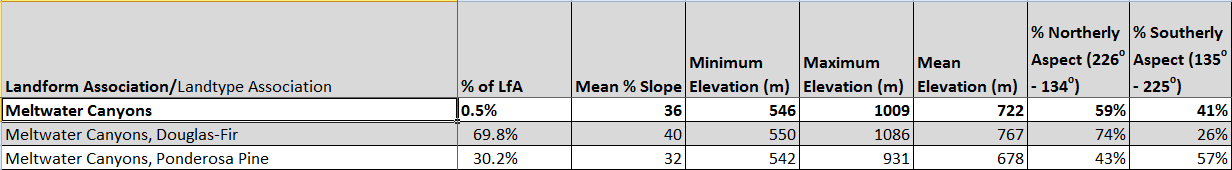 Landform Association/Landtype Association % of LfA Mean % Slope Minimum Elevation (m) Maximum Elevation (m) Mean Elevation (m) % Northerly Aspect (226° - 134°) % Southerly Aspect (135° - 225°)
Meltwater Canyons 0.5% 36 546 1009 722 59% 41%
Meltwater Canyons, Douglas-Fir 69.8% 40 550 1086 767 74% 26%
Meltwater Canyons, Ponderosa Pine 30.2% 32 542 931 678 43% 57%